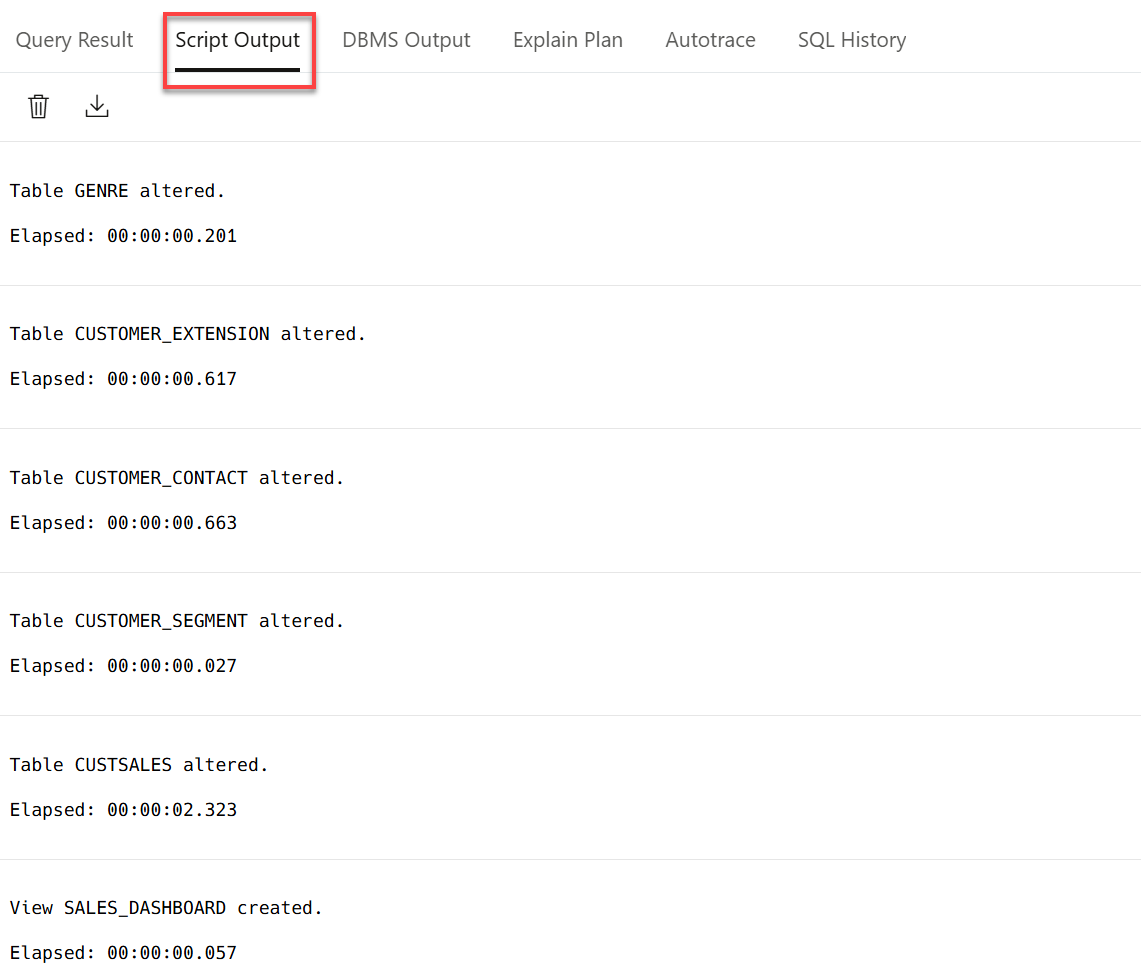 Query Result Script Output DBMS Output Explain Plan Autotrace SQL History
Table GENRE altered.
Elapsed: 00:00:00.201
Table CUSTOMER_EXTENSION altered.
Elapsed: 00:00:00.617
Table CUSTOMER_CONTACT altered.
Elapsed: 00:00:00.663
Table CUSTOMER_SEGMENT altered.
Elapsed: 00:00:00.027
Table CUSTSALES altered.
Elapsed: 00:00:02.323
View SALES_DASHBOARD created.
Elapsed: 00:00:00.057